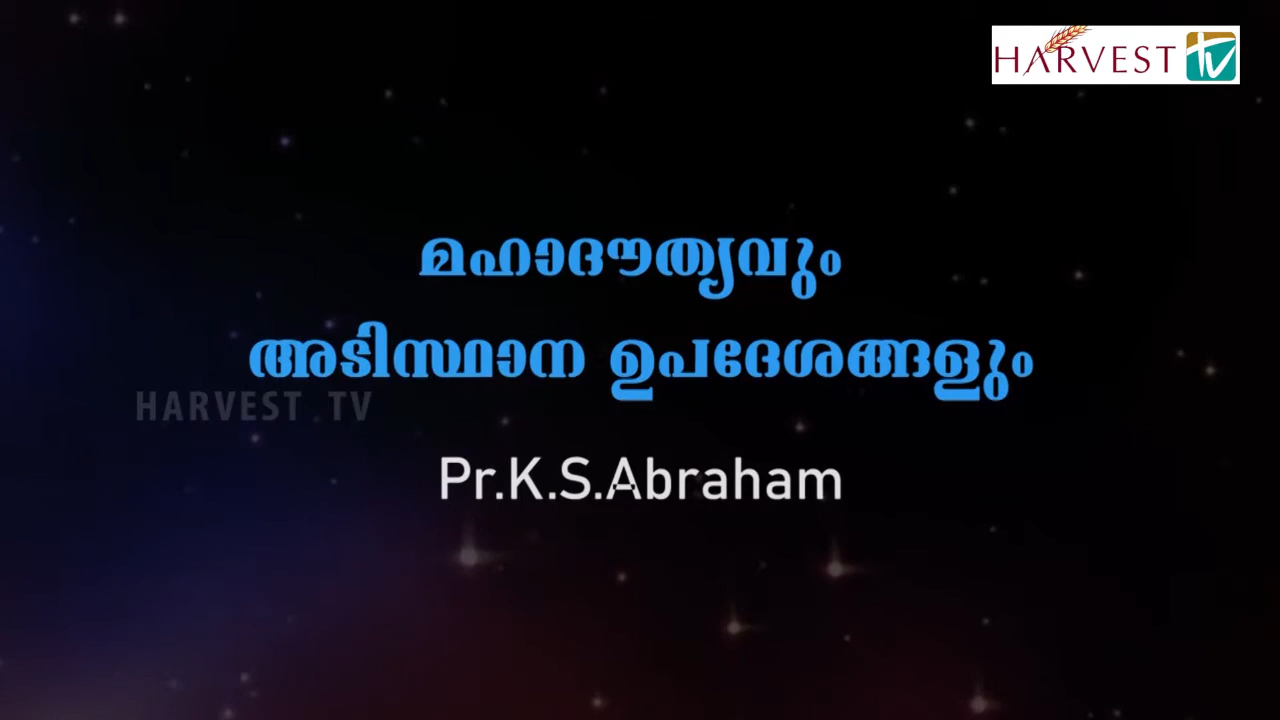 HARVEST TV
മഹാദൗത്യവും
അടിസ്ഥാന ഉപദേശങ്ങളും
HARVEST TV
Pr.K.S.Abraham